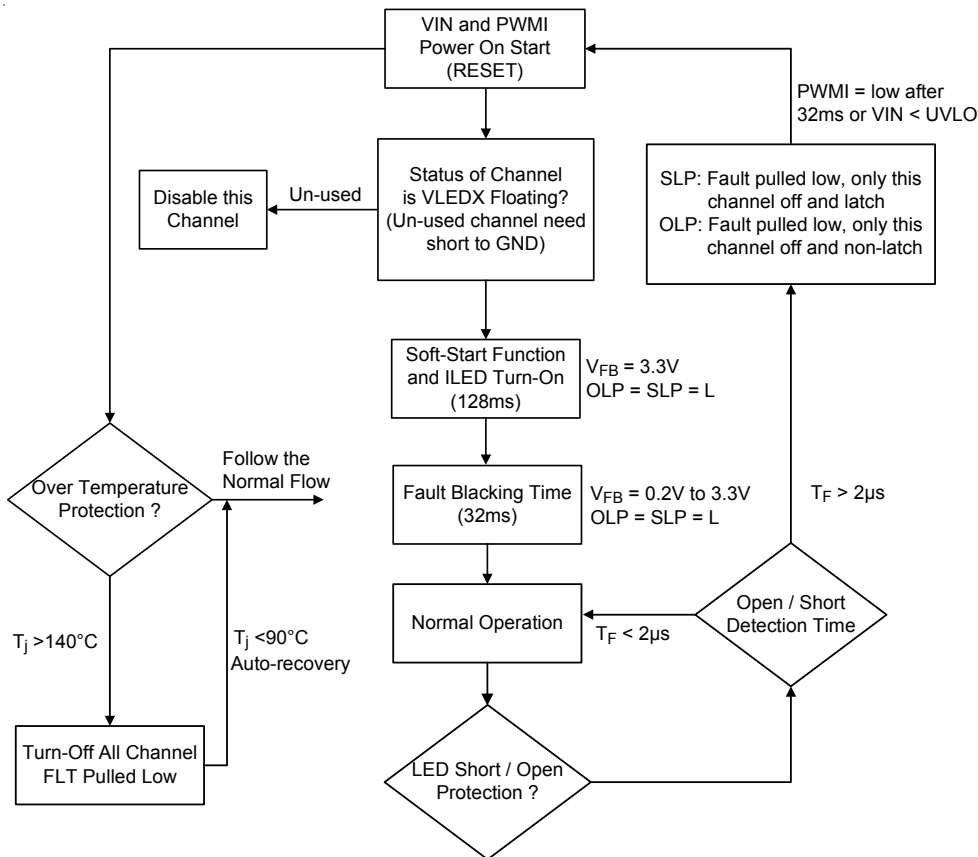 VIN and PWMI
Power On Start
(RESET)
PWMI = low after
32ms or VIN < UVLO
Status of Channel
is VLEDX Floating?
(Un-used channel need
short to GND)
Un-used
Disable this
Channel
SLP: Fault pulled low, only this
channel off and latch
OLP: Fault pulled low, only this
channel off and non-latch
Soft-Start Function
and ILED Turn-On
(128ms)
VFB = 3.3V
OLP = SLP = L
Follow the
Normal Flow
Over Temperature
Protection ?
Fault Blacking Time
(32ms)
VFB = 0.2V to 3.3V
OLP = SLP = L
TF > 2µs
Normal Operation
TF < 2µs
Open / Short
Detection Time
Tj >140°C
Tj <90°C
Auto-recovery
Turn-Off All Channel
FLT Pulled Low
LED Short / Open
Protection ?